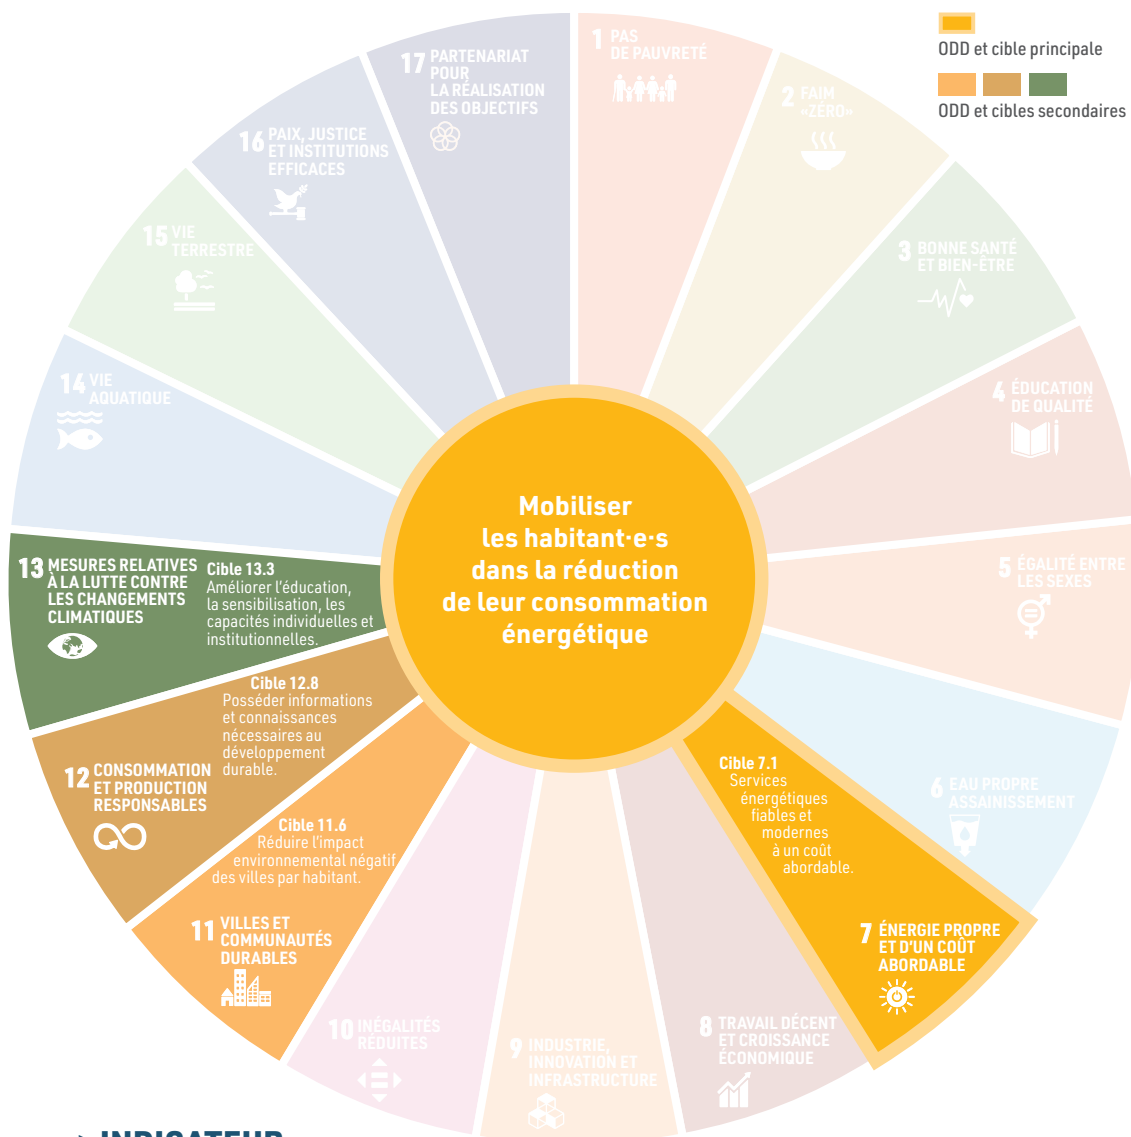 ODD et cible principale
ODD et cibles secondaires
1 PAS
DE PAUVRETÉ
2 FAIM
«ZÉRO»
3 BONNE SANTÉ
ET BIEN-ÊTRE
4 ÉDUCATION
DE QUALITÉ
5 ÉGALITÉ ENTRE
LES SEXES
6 EAU PROPRE
ASSAINISSEMENT
Cible 7.1
Services
énergétiques
fiables et
modernes
à un coût
abordable.
7 ÉNERGIE PROPRE
ET D'UN COÛT
ABORDABLE
8 TRAVAIL DÉCENT
ET CROISSANCE
ÉCONOMIQUE
9 INDUSTRIE,
INNOVATION ET
INFRASTRUCTURE
10 INÉGALITÉS
RÉDUITES
Cible 11.6
Réduire l'impact
environnemental négatif
des villes par habitant.
11 VILLES ET
COMMUNAUTÉS
DURABLES
Cible 12.8
Posséder informations
et connaissances
nécessaires au
développement
durable.
12 CONSOMMATION
ET PRODUCTION
RESPONSABLES
13 MESURES RELATIVES
À LA LUTTE CONTRE
LES CHANGEMENTS
CLIMATIQUES
Cible 13.3
Améliorer l'éducation,
la sensibilisation, les
capacités individuelles et
institutionnelles.
14 VIE
AQUATIQUE
15 VIE
TERRESTRE
16 PAIX, JUSTICE
ET INSTITUTIONS
EFFICACES
17 PARTENARIAT
POUR
LA RÉALISATION
DES OBJECTIFS
Mobiliser
les habitant·e·s
dans la réduction
de leur consommation
énergétique
INDICATEUR